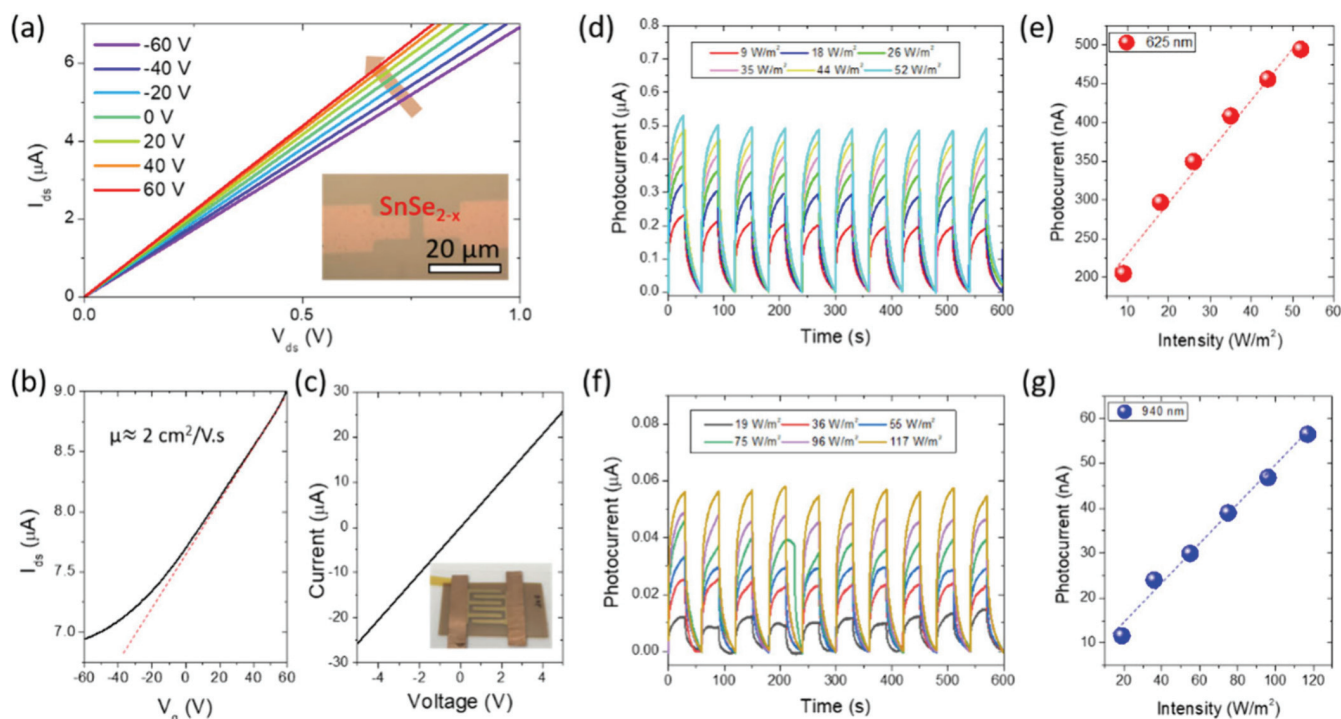 (a)
-60 V
-40 V
-20 V
0 V
20 V
40 V
60 V
SnSe2-x
20 μm
Ids (μA)
6
4
2
0
0.0 0.5 1.0
Vds (V)
(b)
μ≈ 2 cm²/V.s
Ids (μA)
9.0
8.5
8.0
7.5
7.0
-60 -40 -20 0 20 40 60
Vg (V)
(c)
Current (μA)
30
20
10
0
-10
-20
-30
-4 -2 0 2 4
Voltage (V)
(d)
9 W/m² 18 W/m² 26 W/m²
35 W/m² 44 W/m² 52 W/m²
Photocurrent (μA)
0.8
0.7
0.6
0.5
0.4
0.3
0.2
0.1
0.0
0 100 200 300 400 500 600
Time (s)
(e)
625 nm
Photocurrent (nA)
500
450
400
350
300
250
200
10 20 30 40 50 60
Intensity (W/m²)
(f)
19 W/m² 36 W/m² 55 W/m²
75 W/m² 96 W/m² 117 W/m²
Photocurrent (μA)
0.08
0.06
0.04
0.02
0.00
0 100 200 300 400 500 600
Time (s)
(g)
940 nm
Photocurrent (nA)
60
50
40
30
20
10
20 40 60 80 100 120
Intensity (W/m²)